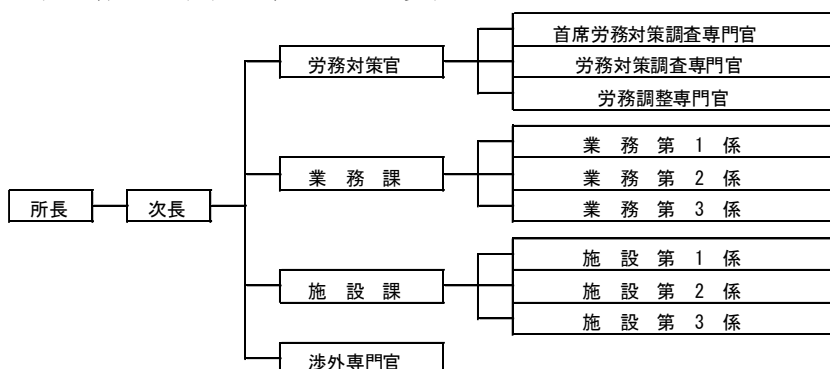 首席労務対策調査専門官
労務対策官
労務対策調査専門官
労務調整専門官
業務第1係
業務課
業務第2係
所長
次長
業務第3係
施設第1係
施設課
施設第2係
施設第3係
渉外専門官